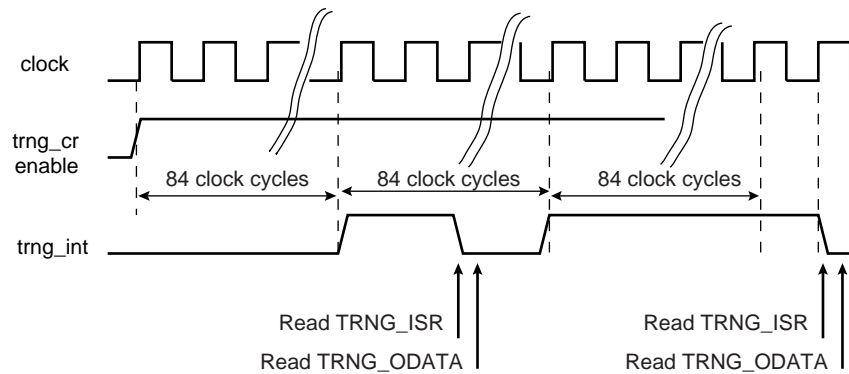 clock
trng_cr
enable
84 clock cycles
84 clock cycles
84 clock cycles
trng_int
Read TRNG_ISR
Read TRNG_ISR
Read TRNG_ODATA
Read TRNG_ODATA